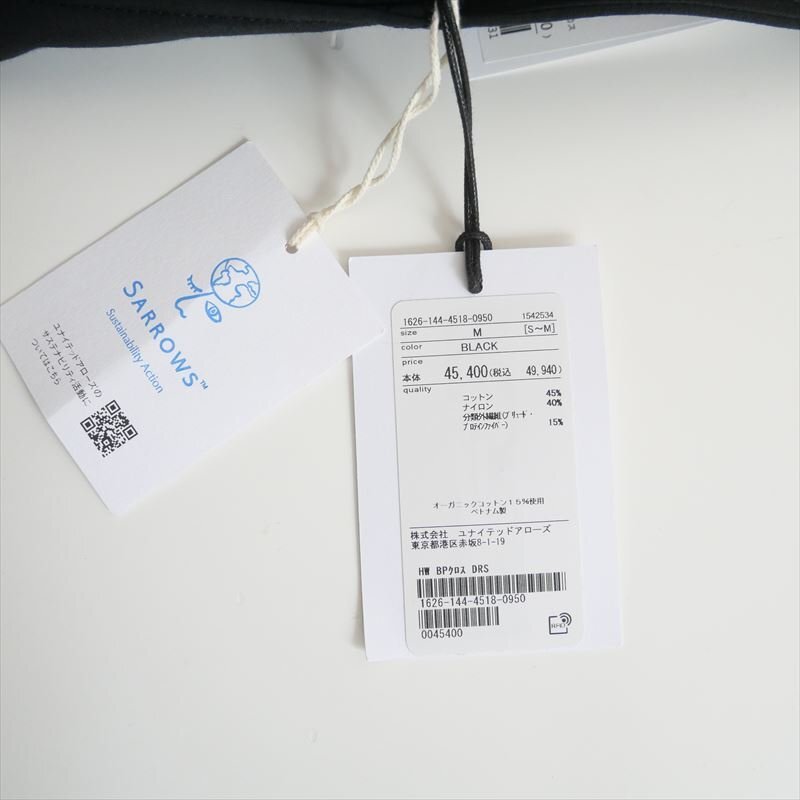 SARROWS™
Sustainability Action
ユナイテッドアローズの
サステナビリティ活動に
ついてはこちら
1626-144-4518-0950 1542534
size M [S～M]
color BLACK
price
本体 45,400(税込 49,940)
quality
コットン 45%
ナイロン 40%
分類外繊維(ブリュード・
プロテインファイバー) 15%
オーガニックコットン15%使用
ベトナム製
株式会社 ユナイテッドアローズ
東京都港区赤坂8-1-19
HW BPクロス DRS
1626-144-4518-0950
0045400
RFID